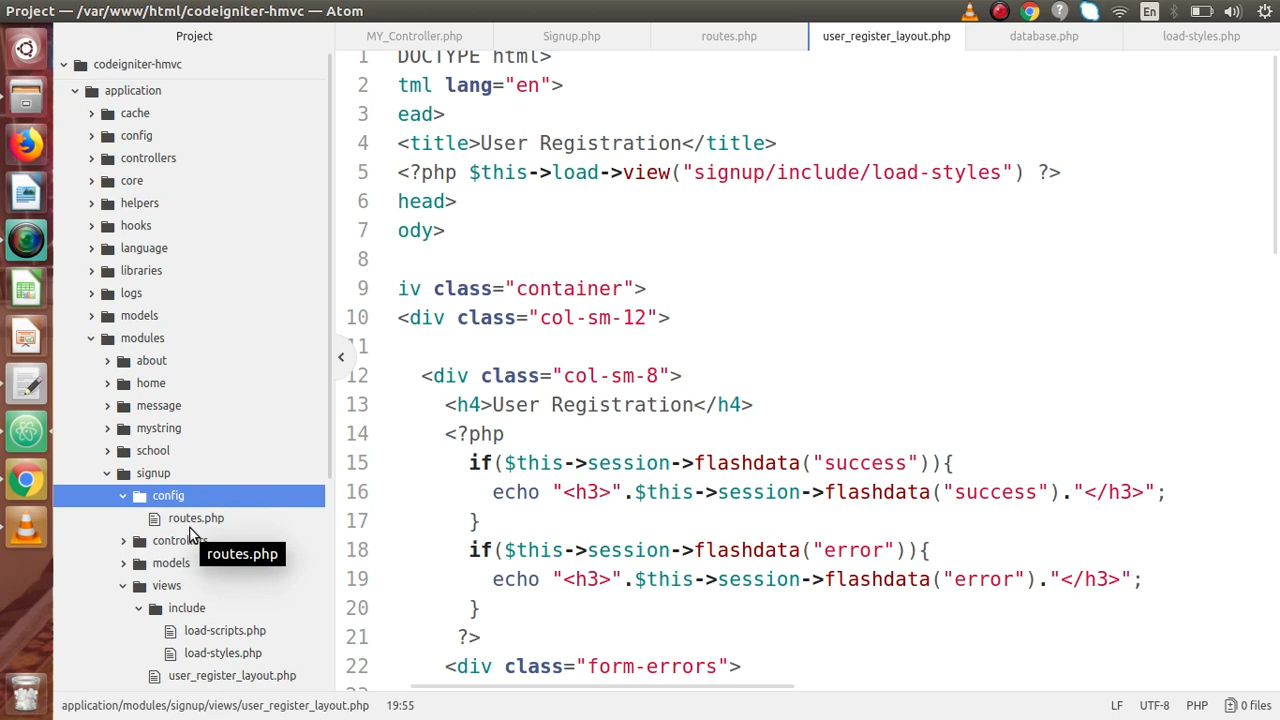 Project — /var/www/html/codeigniter-hmvc — Atom
En
Project
MY_Controller.php
Signup.php
routes.php
user_register_layout.php
database.php
load-styles.php
codeigniter-hmvc
application
cache
config
controllers
core
helpers
hooks
language
libraries
logs
models
modules
about
home
message
mystring
school
signup
config
routes.php
controllers
routes.php
models
views
include
load-scripts.php
load-styles.php
user_register_layout.php
1 DOCTYPE html>
2 tml lang="en">
3 ead>
4 <title>User Registration</title>
5 <?php $this->load->view("signup/include/load-styles") ?>
6 head>
7 ody>
8
9 iv class="container">
10 <div class="col-sm-12">
11
12 <div class="col-sm-8">
13 <h4>User Registration</h4>
14 <?php
15 if($this->session->flashdata("success")){
16 echo "<h3>".$this->session->flashdata("success")."</h3>";
17 }
18 if($this->session->flashdata("error")){
19 echo "<h3>".$this->session->flashdata("error")."</h3>";
20 }
21 ?>
22 <div class="form-errors">
application/modules/signup/views/user_register_layout.php 19:55 LF UTF-8 PHP 0 files